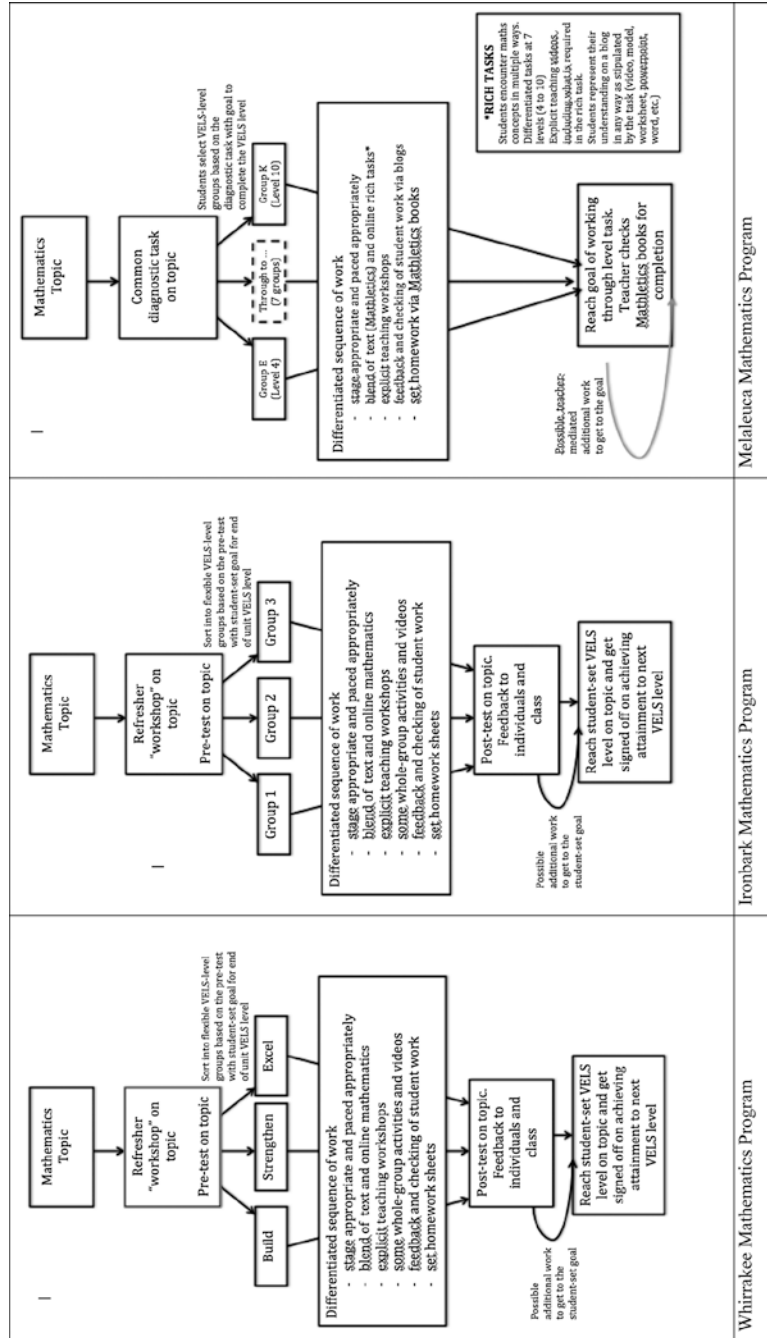 Mathematics
Topic
Refresher
"workshop" on
topic
Pre-test on topic
Sort into flexible VELS-level
groups based on the pre-test
with student-set goal for end
of unit VELS level
Build
Strengthen
Excel
Differentiated sequence of work
- stage appropriate and paced appropriately
- blend of text and online mathematics
- explicit teaching workshops
- some whole-group activities and videos
- feedback and checking of student work
- set homework sheets
Post-test on topic.
Feedback to
individuals and
class
Possible
additional work
to get to the
student-set goal
Reach student-set VELS
level on topic and get
signed off on achieving
attainment to next
VELS level
Whirrakee Mathematics Program
Mathematics
Topic
Refresher
"workshop" on
topic
Pre-test on topic
Sort into flexible VELS-level
groups based on the pre-test
with student-set goal for end
of unit VELS level
Group 1
Group 2
Group 3
Differentiated sequence of work
- stage appropriate and paced appropriately
- blend of text and online mathematics
- explicit teaching workshops
- some whole-group activities and videos
- feedback and checking of student work
- set homework sheets
Post-test on topic.
Feedback to
individuals and
class
Possible
additional work
to get to the
student-set goal
Reach student-set VELS
level on topic and get
signed off on achieving
attainment to next
VELS level
Ironbark Mathematics Program
Mathematics
Topic
Common
diagnostic task
on topic
Students select VELS-level
groups based on the
diagnostic task with goal to
complete the VELS level
Group E
(Level 4)
Through to ...
(7 groups)
Group K
(Level 10)
Differentiated sequence of work
- stage appropriate and paced appropriately
- blend of text (Mathletics) and online rich tasks*
- explicit teaching workshops
- feedback and checking of student work via blogs
- set homework via Mathletics books
Possible teacher-
mediated
additional work
to get to the goal
Reach goal of working
through level task.
Teacher checks
Mathletics books for
completion
*RICH TASKS
Students encounter maths
concepts in multiple ways.
Differentiated tasks at 7
levels (4 to 10)
Explicit teaching videos,
including what is required
in the rich task.
Students represent their
understanding on a blog
in any way as stipulated
by the task (video, model,
worksheet, powerpoint,
word, etc.)
Melaleuca Mathematics Program